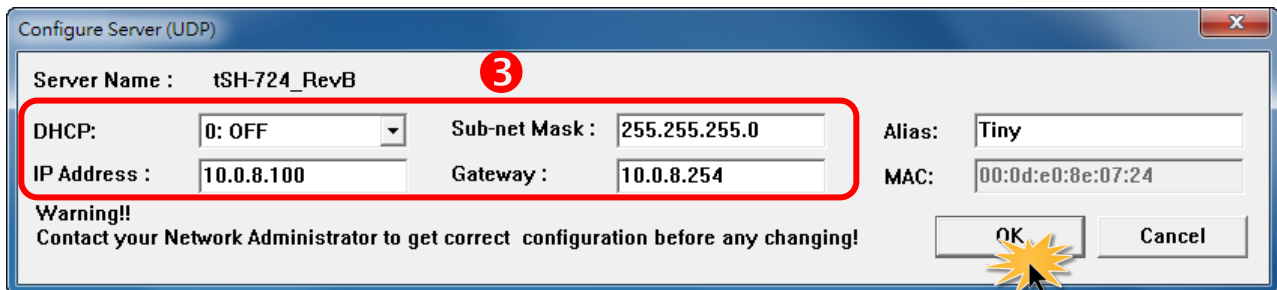 Configure Server (UDP)
x
Server Name : tSH-724_RevB
3
DHCP: 0: OFF Sub-net Mask : 255.255.255.0 Alias: Tiny
IP Address : 10.0.8.100 Gateway : 10.0.8.254 MAC: 00:0d:e0:8e:07:24
Warning!!
Contact your Network Administrator to get correct configuration before any changing!
OK Cancel